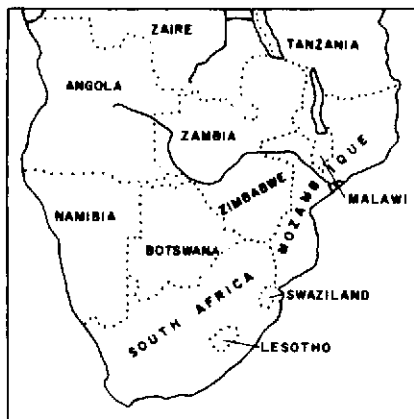 ZAIRE
TANZANIA
ANGOLA
ZAMBIA
MALAWI
ZIMBABWE
MOZAMBIQUE
NAMIBIA
BOTSWANA
SWAZILAND
SOUTH AFRICA
LESOTHO